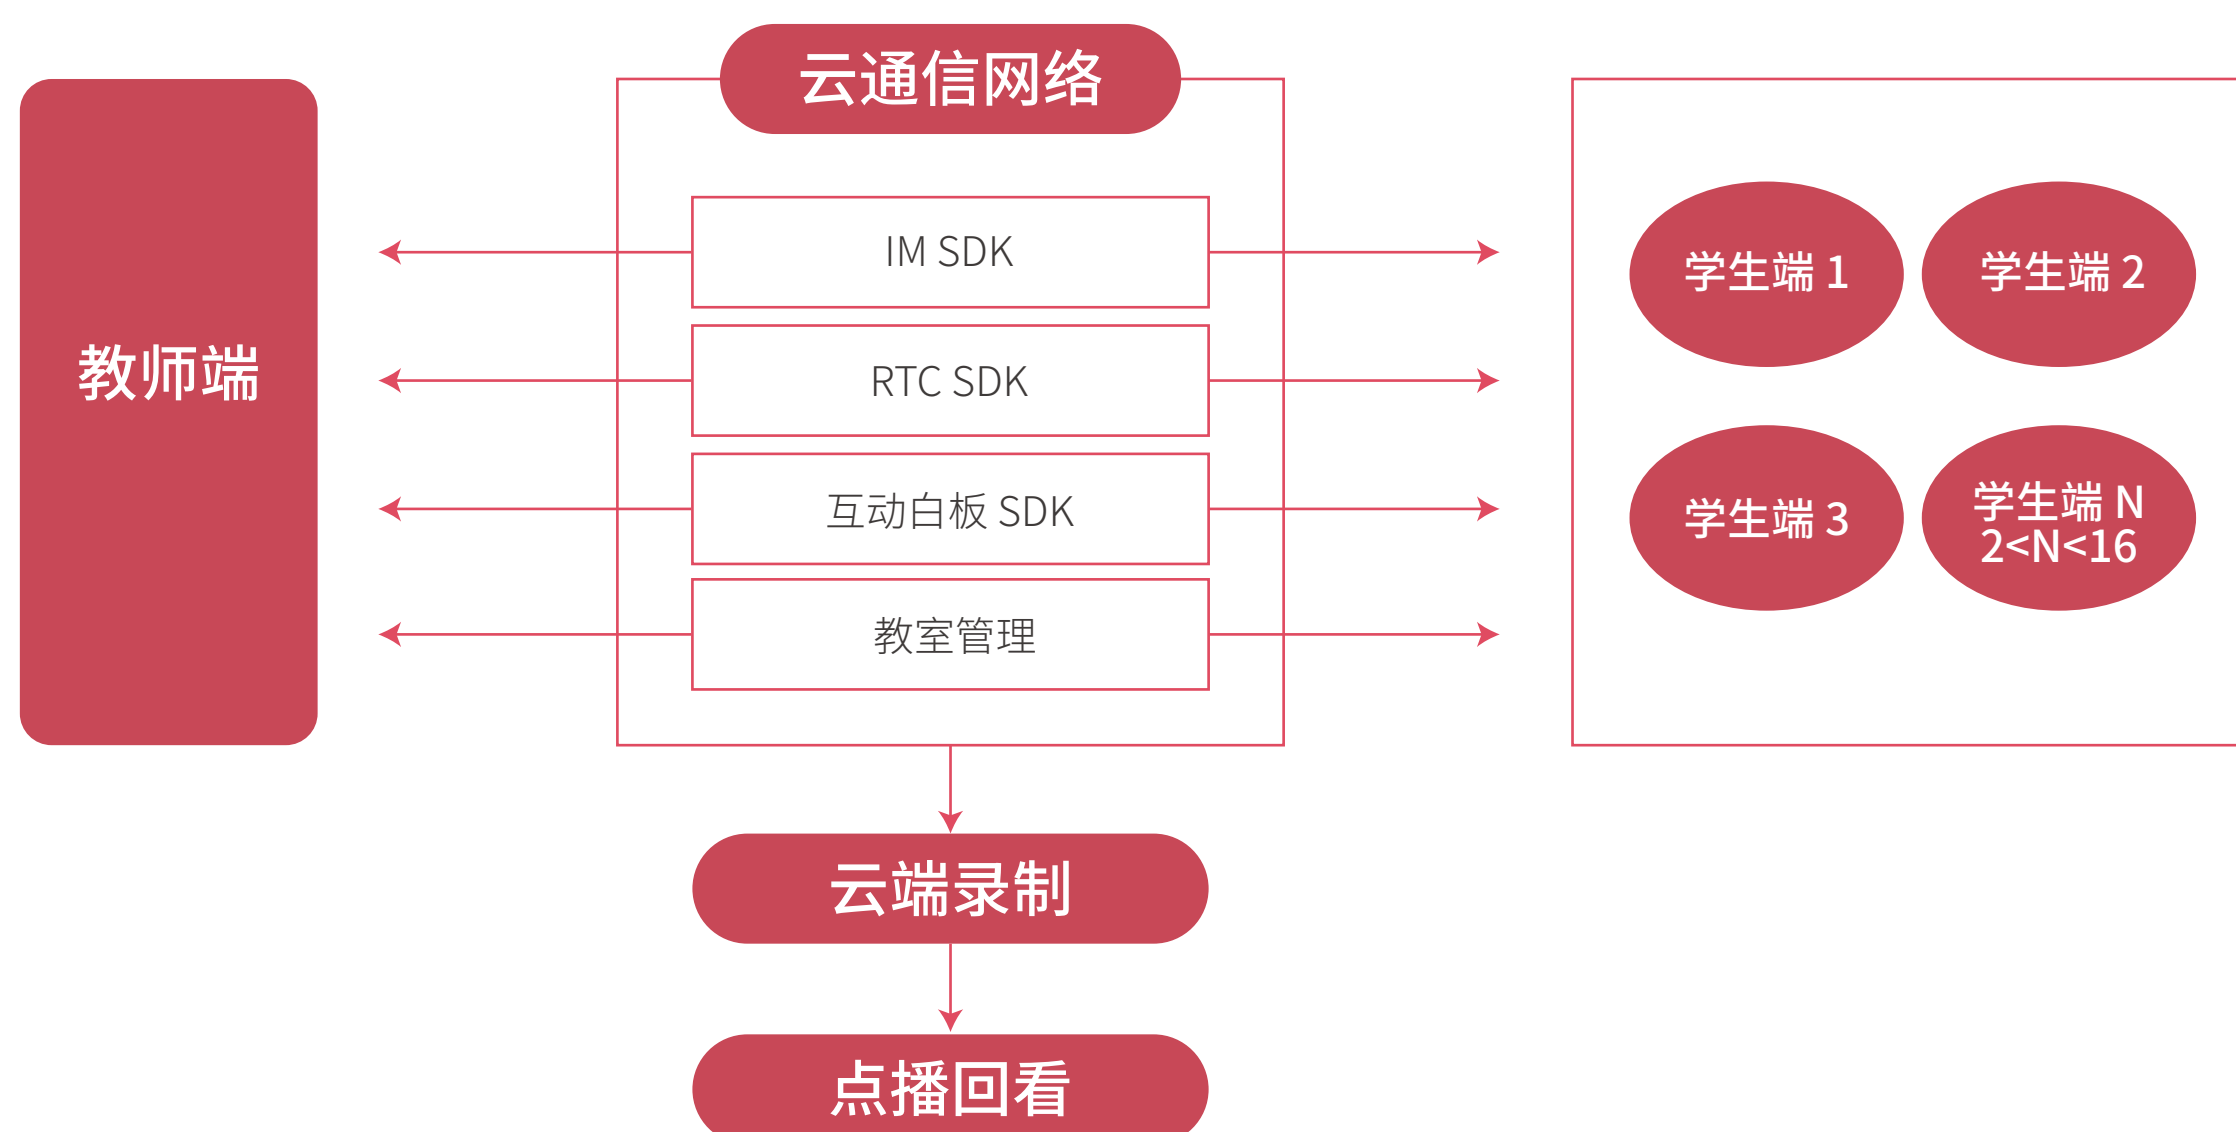 云通信网络
教师端
IM SDK
RTC SDK
互动白板 SDK
教室管理
学生端 1
学生端 2
学生端 3
学生端 N
2<N<16
云端录制
点播回看